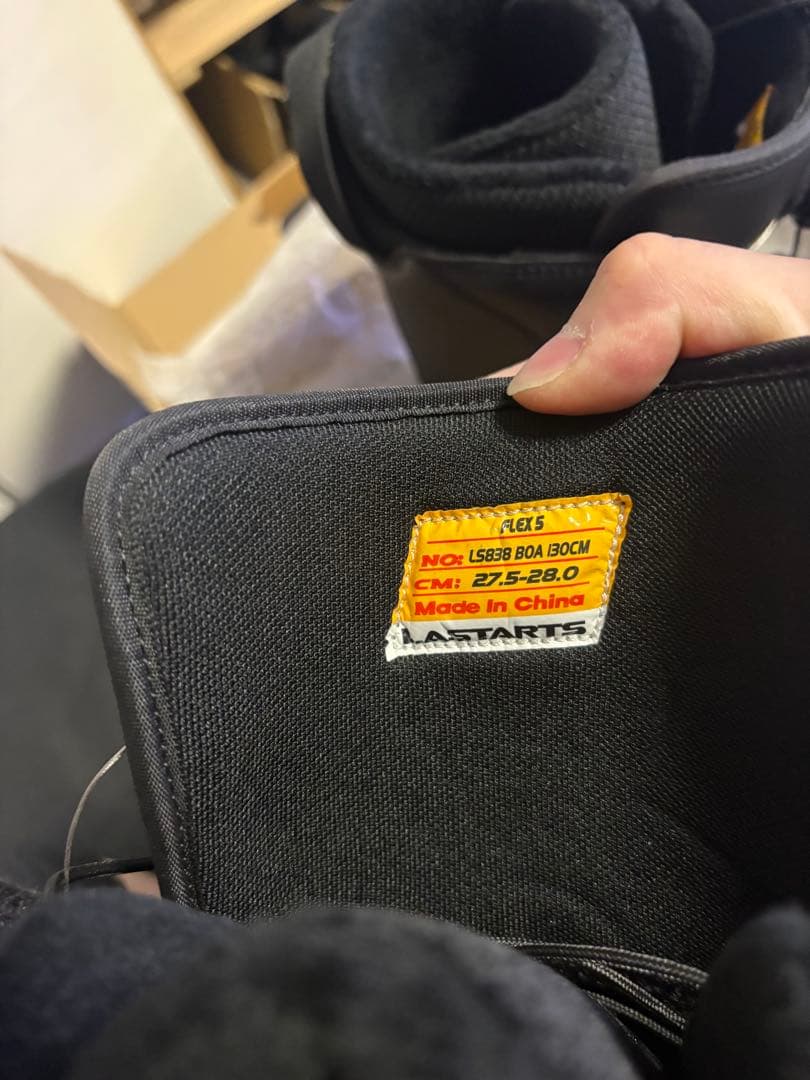 FLEX 5
NO: LS838 BOA 130CM
CM: 27.5-28.0
Made In China
LASTARTS